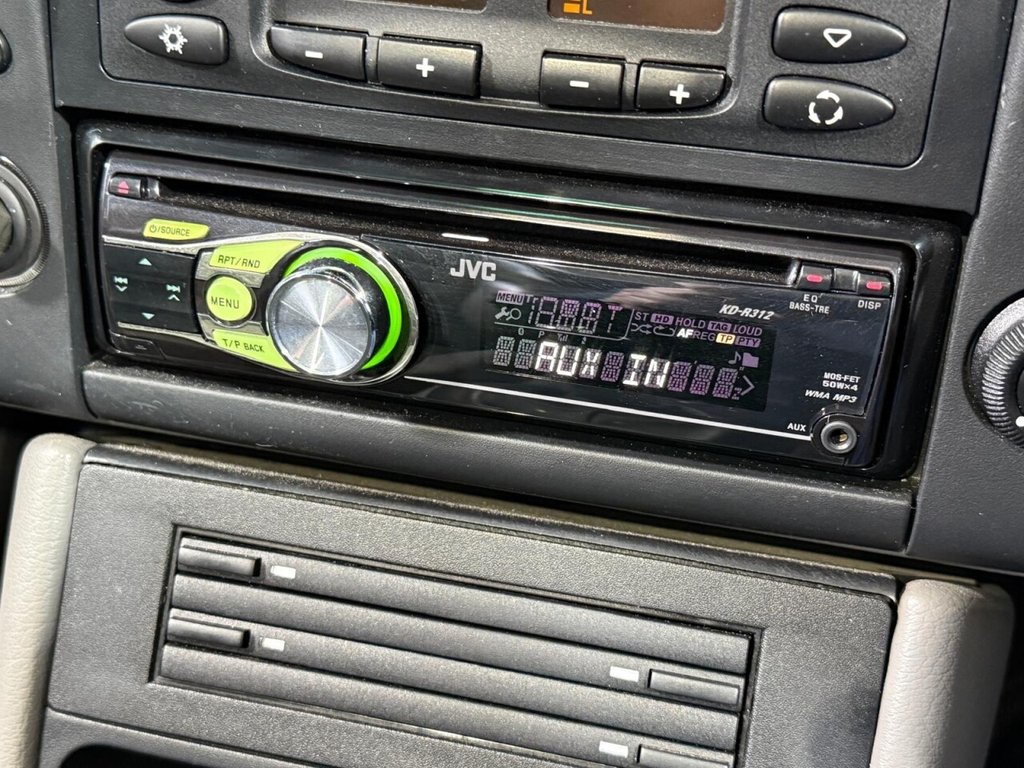 L
⏻/SOURCE
RPT/RND
MENU
T/P BACK
JVC
KD-R312
EQ
BASS-TRE
DISP
MENU
ST HD HOLD TAG LOUD
AF REG TP PTY
AUX IN
MOS-FET
50W×4
WMA MP3
AUX